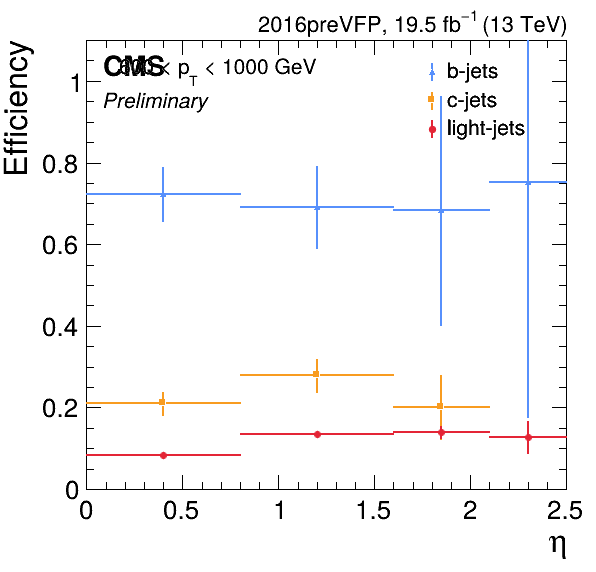 2016preVFP, 19.5 fb⁻¹ (13 TeV)
CMS
< p_T < 1000 GeV
Preliminary
b-jets
c-jets
light-jets
Efficiency
1
0.8
0.6
0.4
0.2
0
0 0.5 1 1.5 2 2.5
η